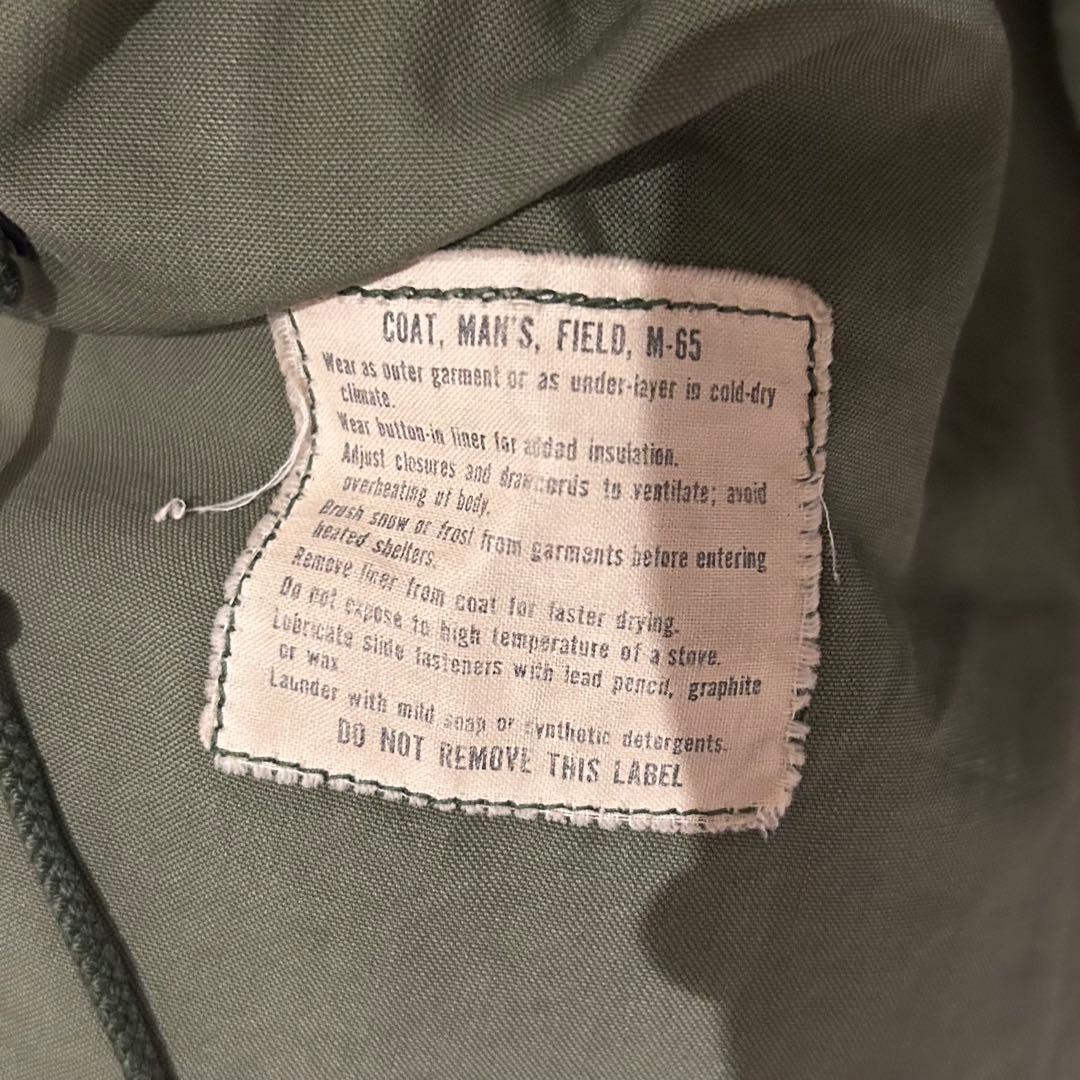 COAT, MAN'S, FIELD, M-65
Wear as outer garment or as under-layer in cold-dry
climate.
Wear button-in liner for added insulation.
Adjust closures and drawcords to ventilate; avoid
overheating of body.
Brush snow or frost from garments before entering
heated shelters.
Remove liner from coat for faster drying.
Do not expose to high temperature of a stove.
Lubricate slide fasteners with lead pencil, graphite
or wax
Launder with mild soap or synthetic detergents.
DO NOT REMOVE THIS LABEL